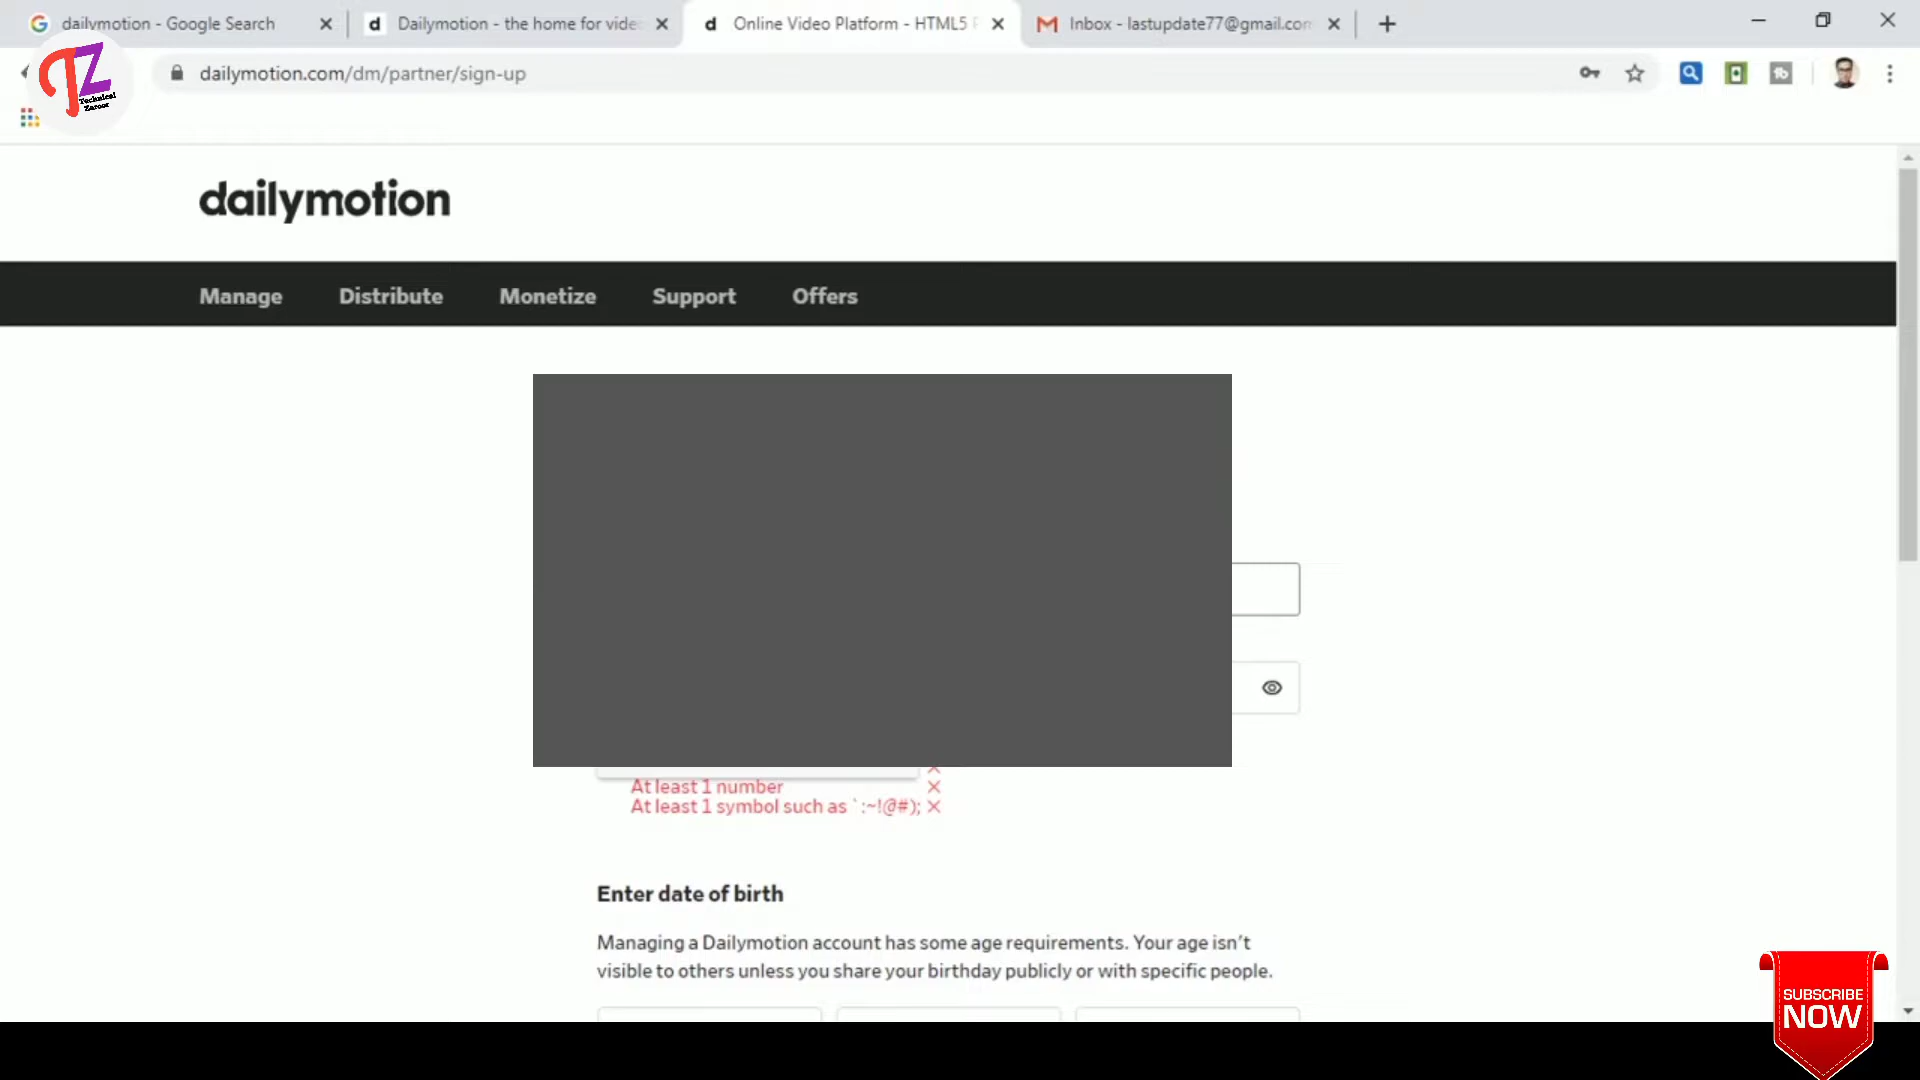 dailymotion - Google Search
Dailymotion - the home for vide
Online Video Platform - HTML5 P
Inbox - lastupdate77@gmail.com
dailymotion.com/dm/partner/sign-up
TZ
Technical
Zaroor
dailymotion
Manage Distribute Monetize Support Offers
At least 1 number
At least 1 symbol such as `:~!@#);
Enter date of birth
Managing a Dailymotion account has some age requirements. Your age isn't
visible to others unless you share your birthday publicly or with specific people.
SUBSCRIBE
NOW